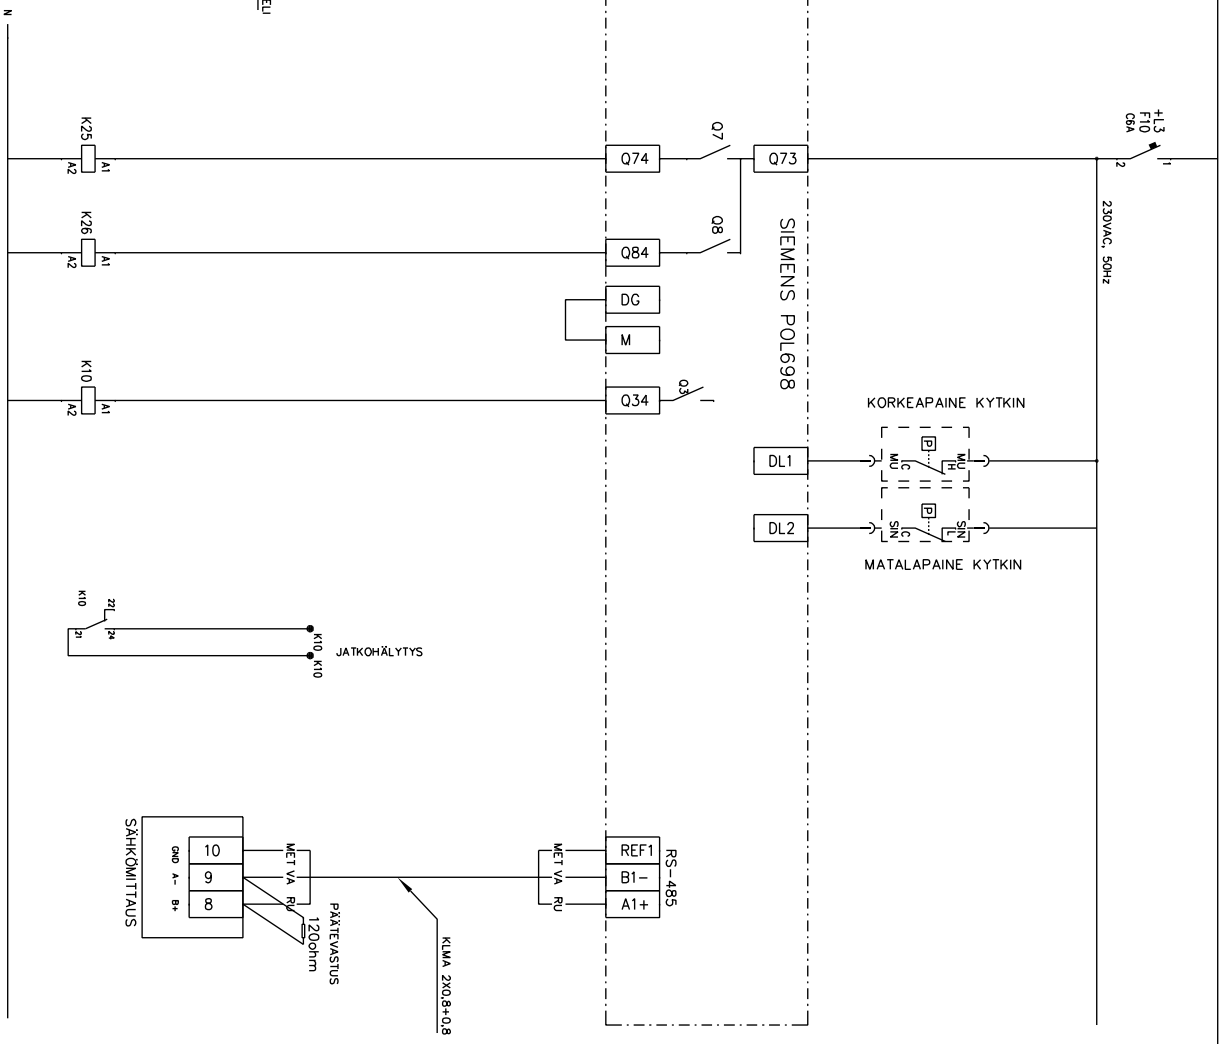 N
ELI
+L3
F10
C6A
1
2
K25
A1
A2
Q74
Q7
Q73
230VAC, 50Hz
K26
A1
A2
Q84
Q8
SIEMENS POL698
DG
M
K10
A1
A2
Q34
Q3
KORKEAPAINE KYTKIN
P
DL1
MU
C
H
MU
P
DL2
SIN
C
L
SIN
MATALAPAINE KYTKIN
K10
22
21
24
K10
K10
JATKOHÄLYTYS
SÄHKÖMITTAUS
GND
A-
B+
10
9
8
MET
VA
RU
PÄÄTEVASTUS
120ohm
KLMA 2X0,8+0,8
MET
VA
RU
REF1
B1-
A1+
RS-485